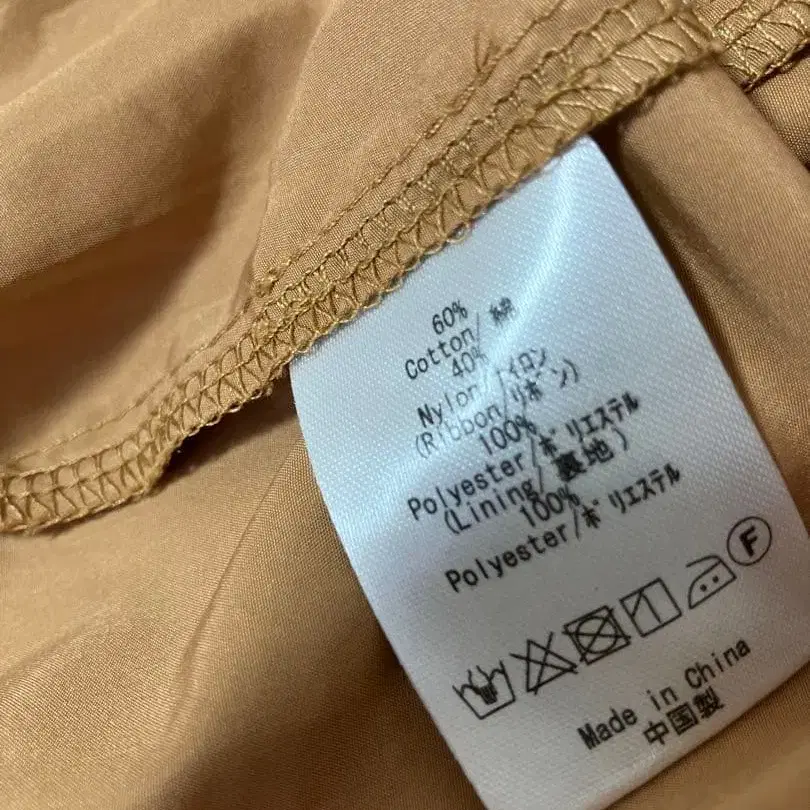 60%
Cotton/綿
40%
Nylon/ナイロン
(Ribbon/リボン)
100%
Polyester/ポリエステル
(Lining/裏地)
100%
Polyester/ポリエステル
F
Made in China
中国製